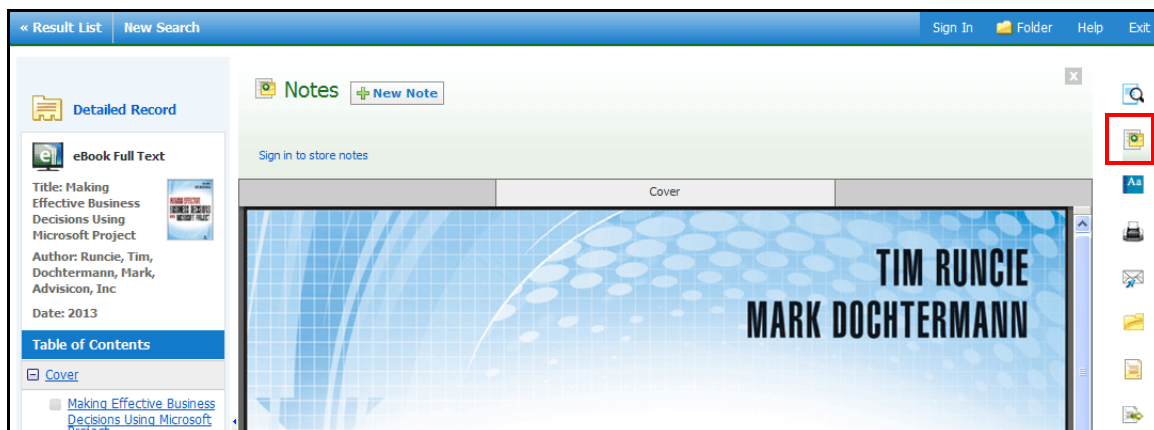 « Result List New Search Sign In Folder Help Exit
Detailed Record
eBook Full Text
Title: Making
Effective Business
Decisions Using
Microsoft Project
Author: Runcie, Tim,
Dochtermann, Mark,
Advisicon, Inc
Date: 2013
Table of Contents
Cover
Making Effective Business
Decisions Using Microsoft
Project
Notes New Note
Sign in to store notes
Cover
TIM RUNCIE
MARK DOCHTERMANN
Aa